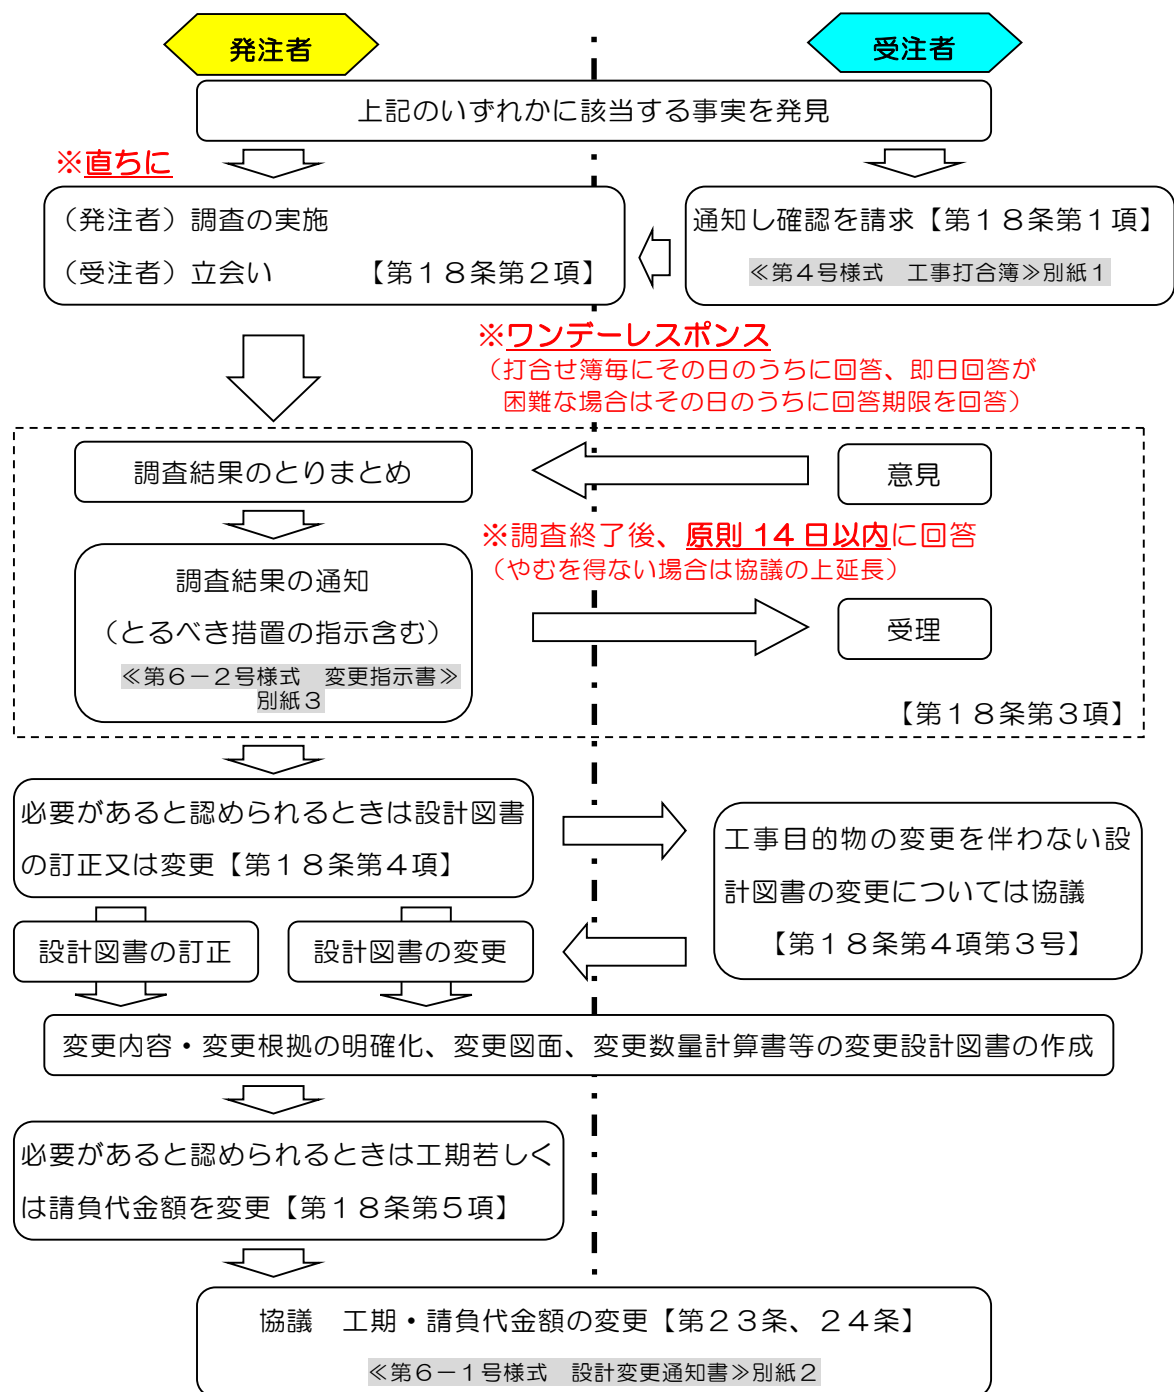 発注者
受注者
上記のいずれかに該当する事実を発見
※直ちに
（発注者）調査の実施
（受注者）立会い　　　【第１８条第２項】
通知し確認を請求【第１８条第１項】
≪第４号様式　工事打合簿≫別紙１
※ワンデーレスポンス
（打合せ簿毎にその日のうちに回答、即日回答が
困難な場合はその日のうちに回答期限を回答）
調査結果のとりまとめ
意見
※調査終了後、原則 14 日以内に回答
（やむを得ない場合は協議の上延長）
調査結果の通知
（とるべき措置の指示含む）
≪第６－２号様式　変更指示書≫
別紙３
受理
【第１８条第３項】
必要があると認められるときは設計図書
の訂正又は変更【第１８条第４項】
工事目的物の変更を伴わない設
計図書の変更については協議
【第１８条第４項第３号】
設計図書の訂正
設計図書の変更
変更内容・変更根拠の明確化、変更図面、変更数量計算書等の変更設計図書の作成
必要があると認められるときは工期若しく
は請負代金額を変更【第１８条第５項】
協議　工期・請負代金額の変更【第２３条、２４条】
≪第６－１号様式　設計変更通知書≫別紙２